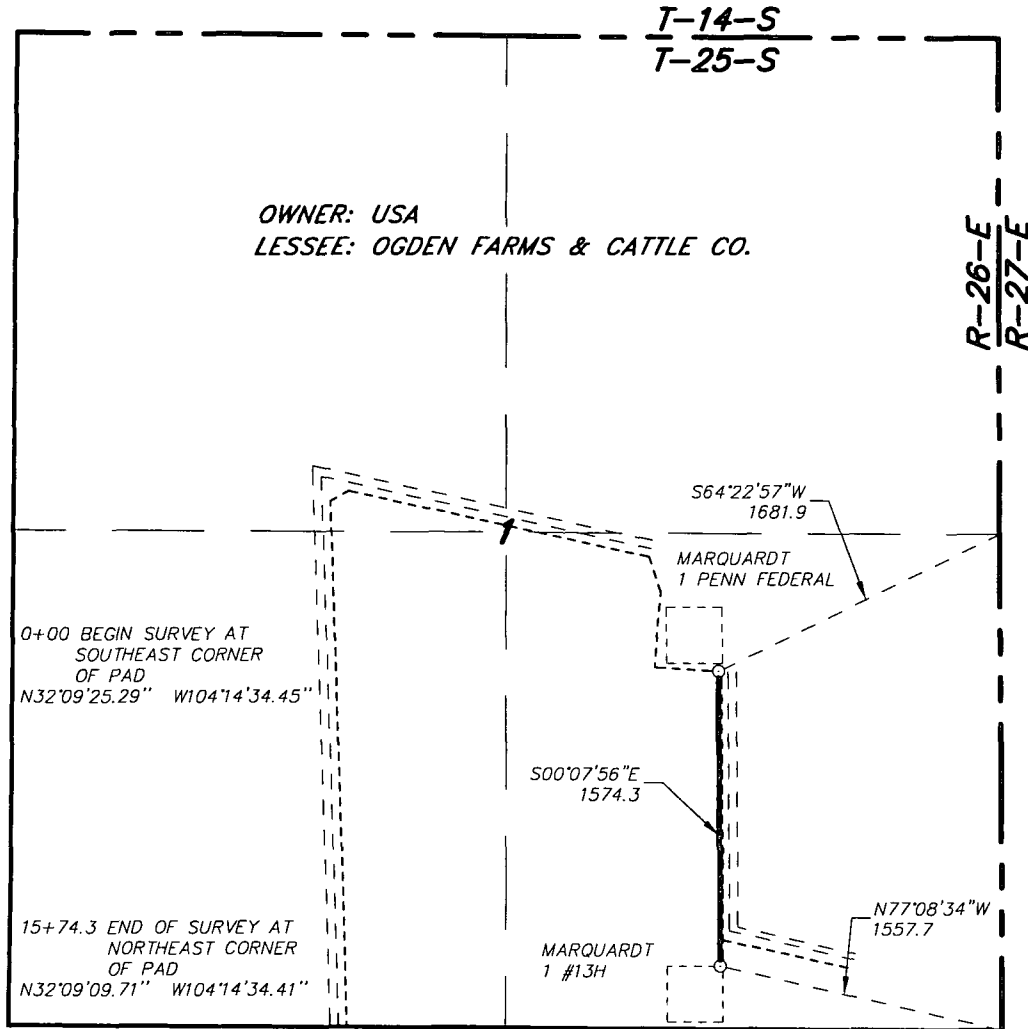 T-14-S
T-25-S
OWNER: USA
LESSEE: OGDEN FARMS & CATTLE CO.
R-26-E
R-27-E
S64°22'57"W
1681.9
1
MARQUARDT
1 PENN FEDERAL
0+00 BEGIN SURVEY AT
SOUTHEAST CORNER
OF PAD
N32°09'25.29" W104°14'34.45"
S00°07'56"E
1574.3
N77°08'34"W
1557.7
15+74.3 END OF SURVEY AT
NORTHEAST CORNER
OF PAD
N32°09'09.71" W104°14'34.41"
MARQUARDT
1 #13H